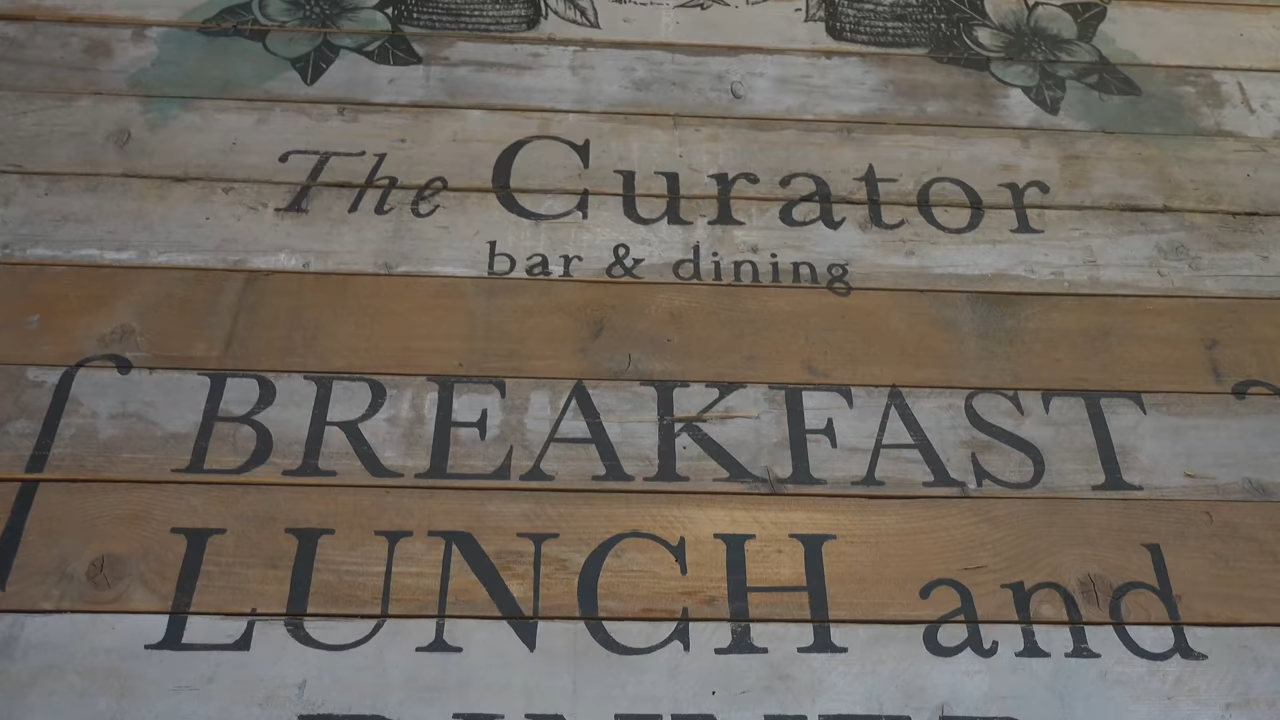 The Curator
bar & dining
BREAKFAST
LUNCH and